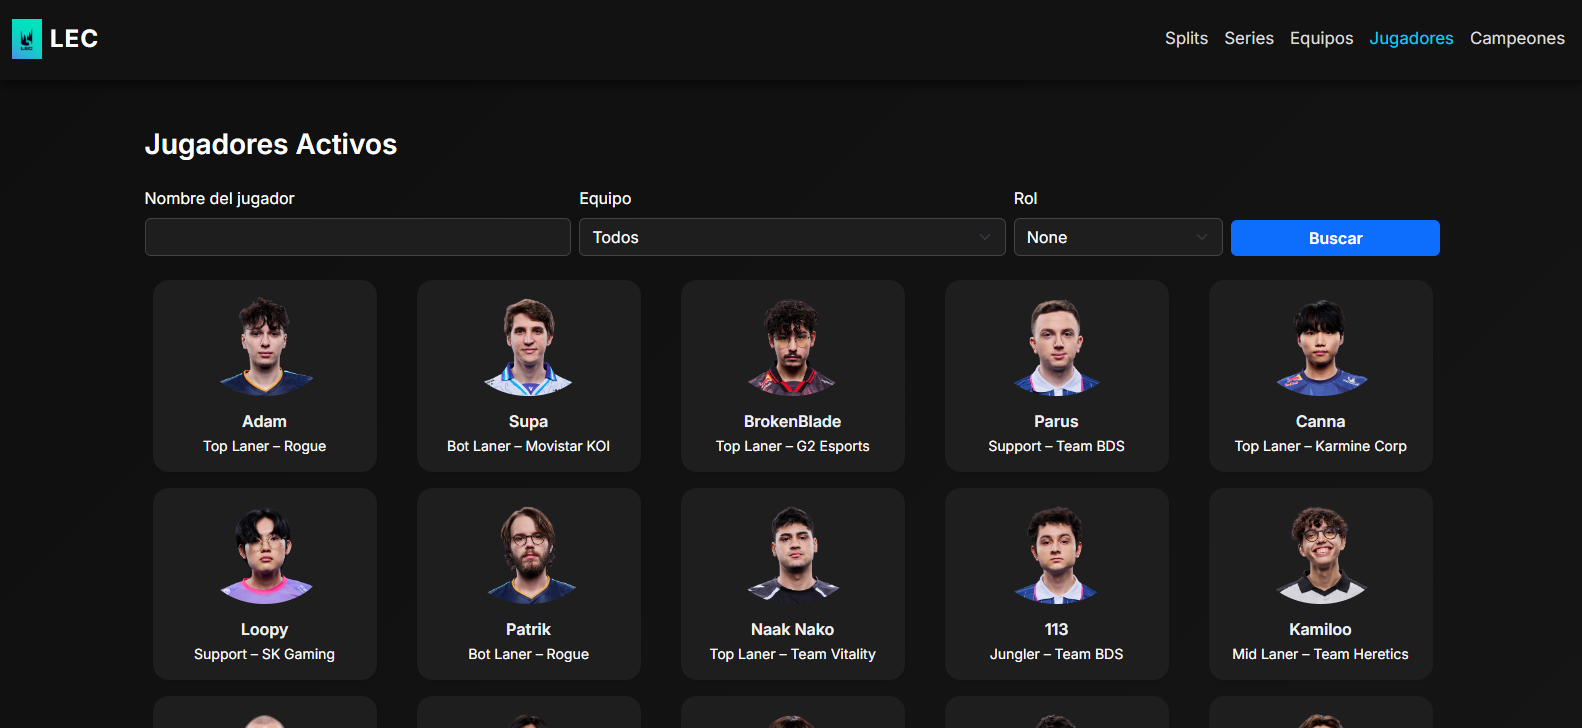 LEC
Splits Series Equipos Jugadores Campeones
Jugadores Activos
Nombre del jugador Equipo Rol
Todos None Buscar
Adam Supa BrokenBlade Parus Canna
Top Laner – Rogue Bot Laner – Movistar KOI Top Laner – G2 Esports Support – Team BDS Top Laner – Karmine Corp
Loopy Patrik Naak Nako 113 Kamiloo
Support – SK Gaming Bot Laner – Rogue Top Laner – Team Vitality Jungler – Team BDS Mid Laner – Team Heretics